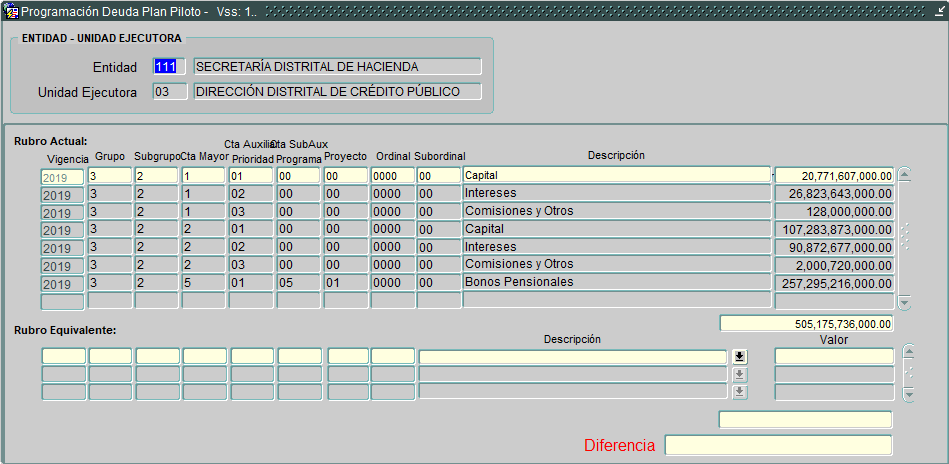 Programación Deuda Plan Piloto - Vss: 1..
ENTIDAD - UNIDAD EJECUTORA
Entidad 111 SECRETARÍA DISTRITAL DE HACIENDA
Unidad Ejecutora 03 DIRECCIÓN DISTRITAL DE CRÉDITO PÚBLICO
Rubro Actual:
Cta Auxiliar Cta SubAux
Vigencia Grupo Subgrupo Cta Mayor Prioridad Programa Proyecto Ordinal Subordinal Descripción
2019 3 2 1 01 00 00 0000 00 Capital 20,771,607,000.00
2019 3 2 1 02 00 00 0000 00 Intereses 26,823,643,000.00
2019 3 2 1 03 00 00 0000 00 Comisiones y Otros 128,000,000.00
2019 3 2 2 01 00 00 0000 00 Capital 107,283,873,000.00
2019 3 2 2 02 00 00 0000 00 Intereses 90,872,677,000.00
2019 3 2 2 03 00 00 0000 00 Comisiones y Otros 2,000,720,000.00
2019 3 2 5 01 05 01 0000 00 Bonos Pensionales 257,295,216,000.00
505,175,736,000.00
Rubro Equivalente:
Descripción Valor
Diferencia